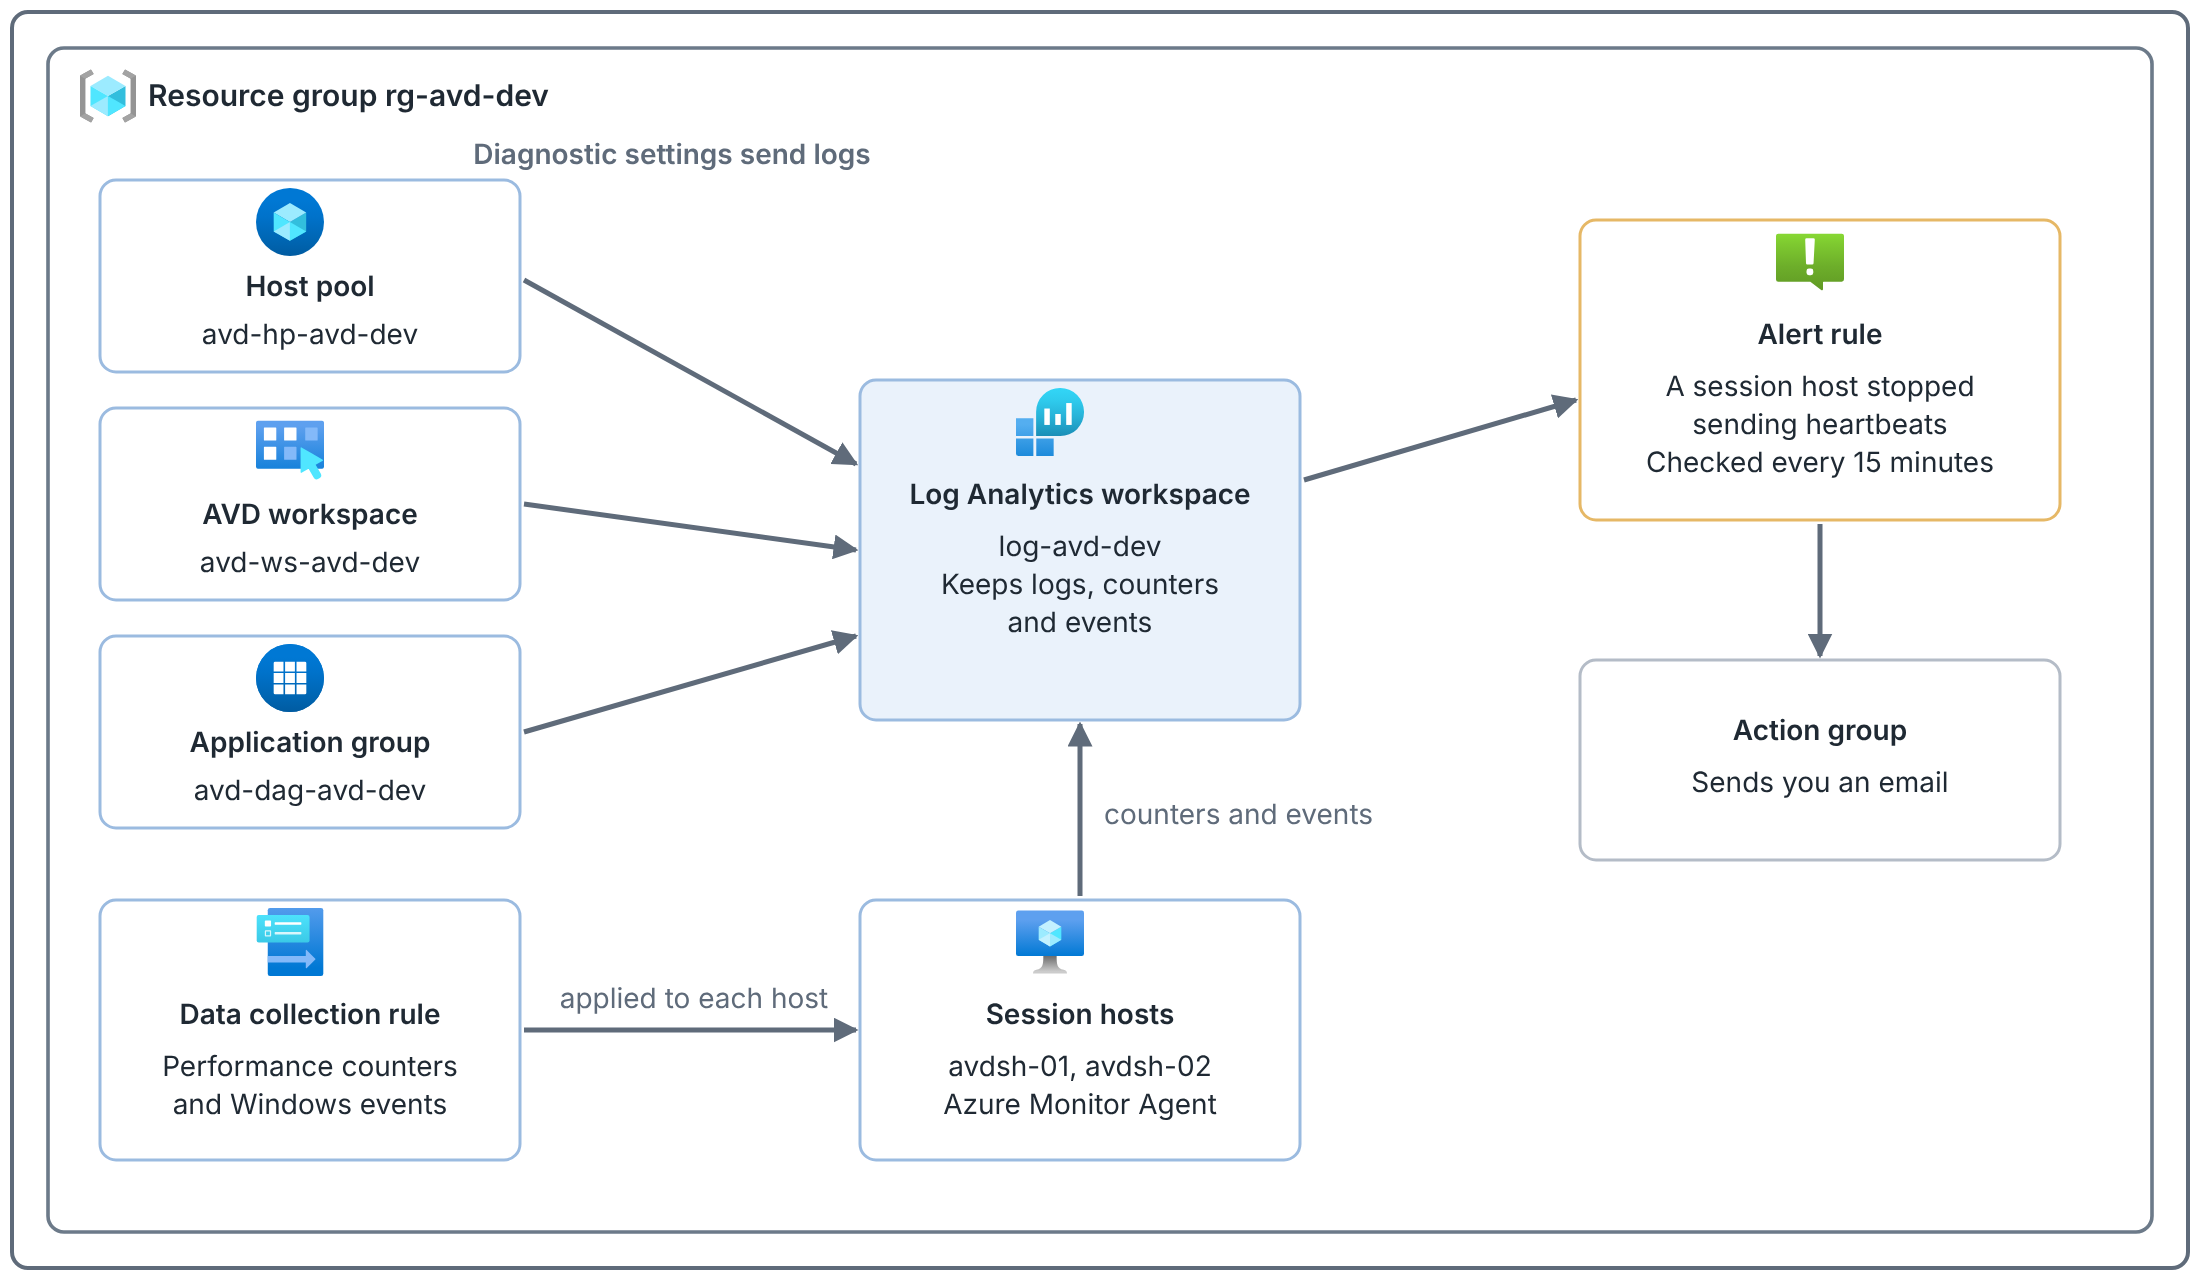 Resource group rg-avd-dev
Diagnostic settings send logs
Host pool
avd-hp-avd-dev
AVD workspace
avd-ws-avd-dev
Application group
avd-dag-avd-dev
Data collection rule
Performance counters
and Windows events
applied to each host
Log Analytics workspace
log-avd-dev
Keeps logs, counters
and events
counters and events
Session hosts
avdsh-01, avdsh-02
Azure Monitor Agent
Alert rule
A session host stopped
sending heartbeats
Checked every 15 minutes
Action group
Sends you an email